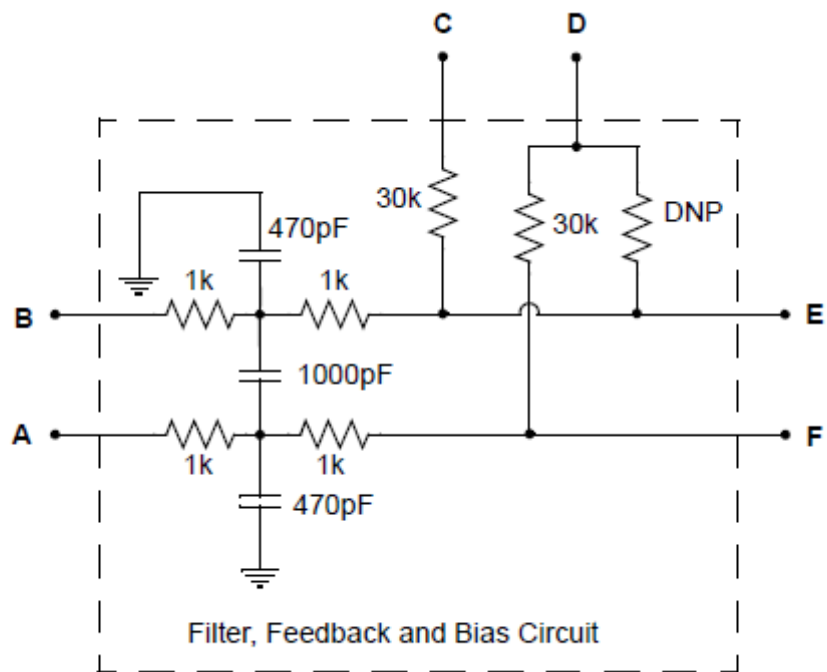 C D
30k 30k DNP
470pF
1k 1k
B E
1000pF
A F
1k 1k
470pF
Filter, Feedback and Bias Circuit